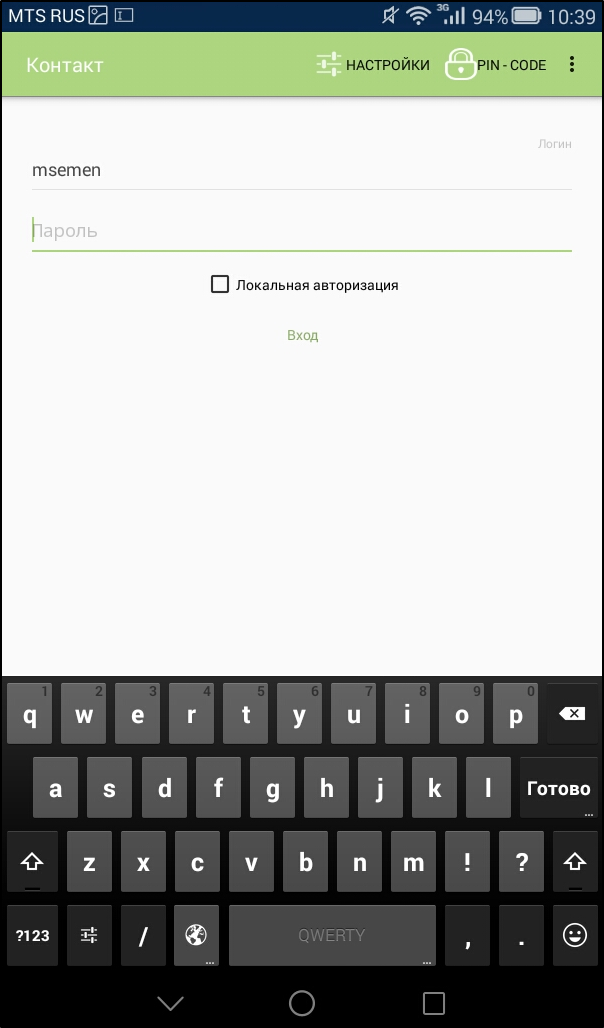 MTS RUS 3G 94% 10:39
Контакт НАСТРОЙКИ PIN - CODE
Логин
msemen
Пароль
Локальная авторизация
Вход
1 2 3 4 5 6 7 8 9 0
q w e r t y u i o p
a s d f g h j k l Готово
...
z x c v b n m ! ?
?123 / QWERTY , .
... ...